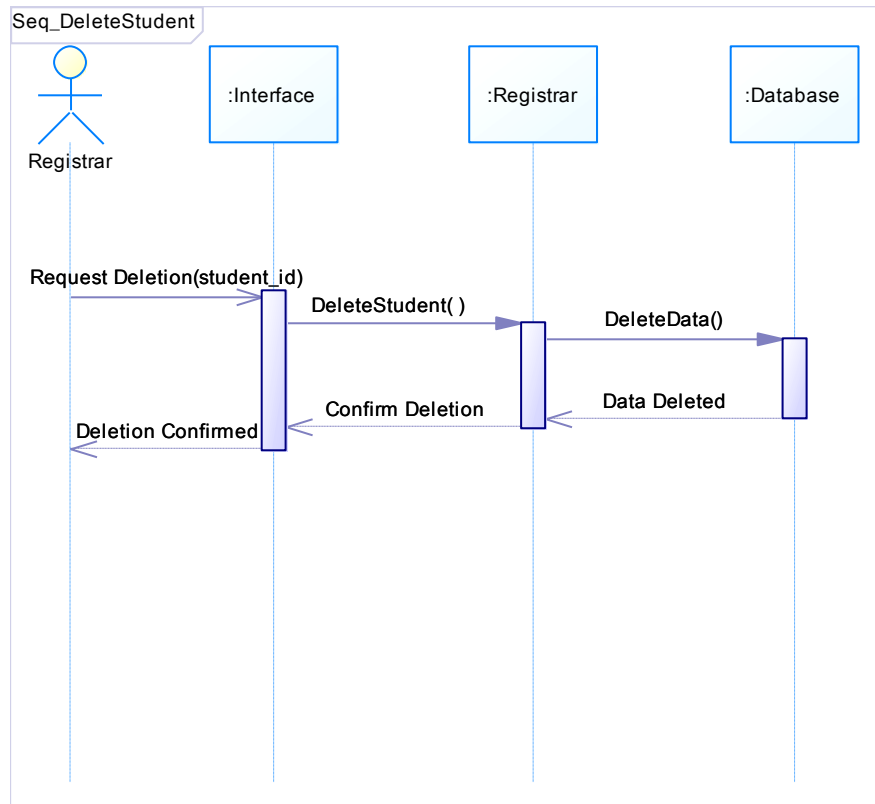 Seq_DeleteStudent
:Interface
:Registrar
:Database
Registrar
Request Deletion(student_id)
DeleteStudent( )
DeleteData()
Data Deleted
Confirm Deletion
Deletion Confirmed